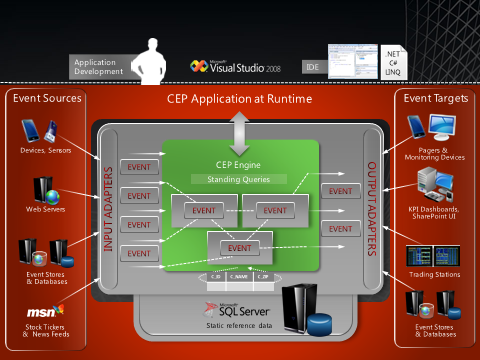 Application
Development
Microsoft
Visual Studio 2008
IDE
.NET
C#
LINQ
Event Sources
CEP Application at Runtime
Event Targets
Devices, Sensors
Web Servers
Event Stores
& Databases
msn
Stock Tickers
& News Feeds
INPUT ADAPTERS
EVENT
EVENT
EVENT
EVENT
CEP Engine
Standing Queries
EVENT
EVENT
EVENT
C_ID C_NAME C_ZIP
EVENT
EVENT
OUTPUT ADAPTERS
Microsoft
SQL Server
Static reference data
Pagers &
Monitoring Devices
KPI Dashboards,
SharePoint UI
Trading Stations
Event Stores
& Databases